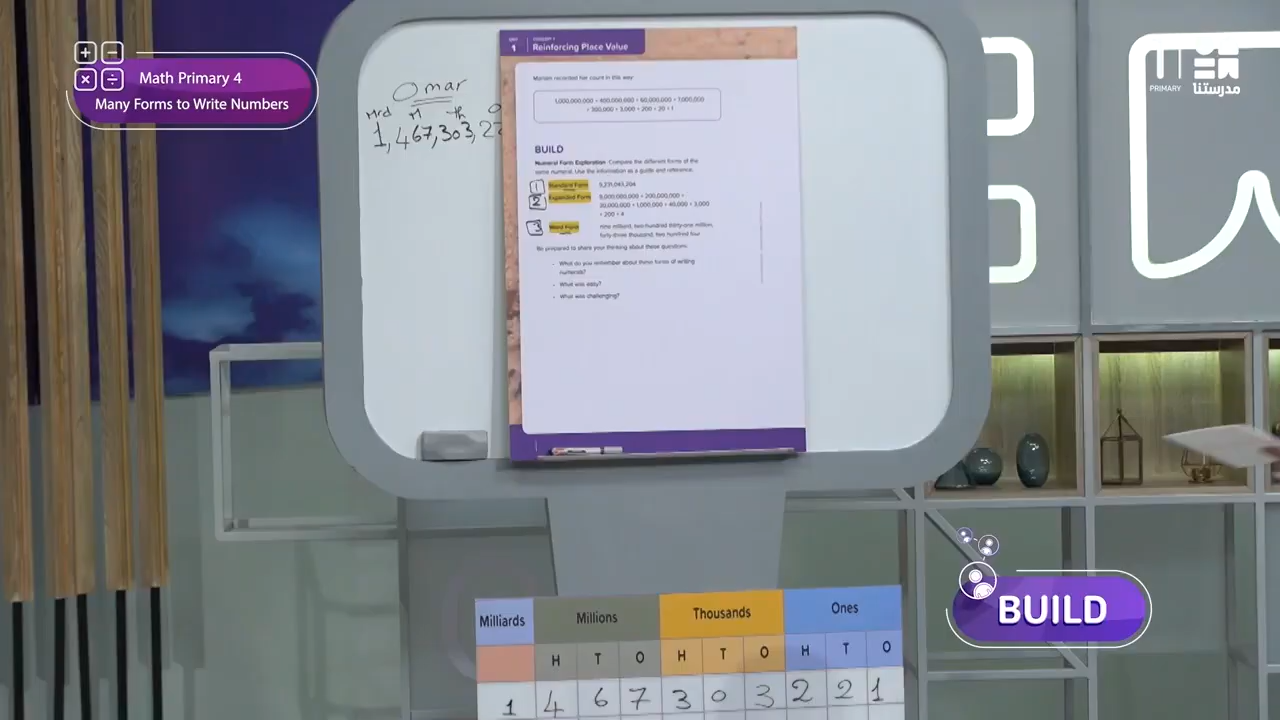 Math Primary 4
Many Forms to Write Numbers
PRIMARY
مدرستنا
Omar
Mrd M th O
1,467,303,22
UNIT 1
CONCEPT 1
Reinforcing Place Value
Mariam recorded her count in this way:
1,000,000,000 + 400,000,000 + 60,000,000 + 7,000,000
+ 300,000 + 3,000 + 200 + 20 + 1
BUILD
Numeral Form Exploration Compare the different forms of the
same numeral. Use the information as a guide and reference.
1 Standard Form 9,231,043,204
2 Expanded Form 9,000,000,000 + 200,000,000 +
30,000,000 + 1,000,000 + 40,000 + 3,000
+ 200 + 4
3 Word Form nine milliard, two hundred thirty-one million,
forty-three thousand, two hundred four
Be prepared to share your thinking about these questions:
- What do you remember about these forms of writing
numerals?
- What was easy?
- What was challenging?
BUILD
Milliards Millions Thousands Ones
H T O H T O H T O
1 4 6 7 3 0 3 2 2 1